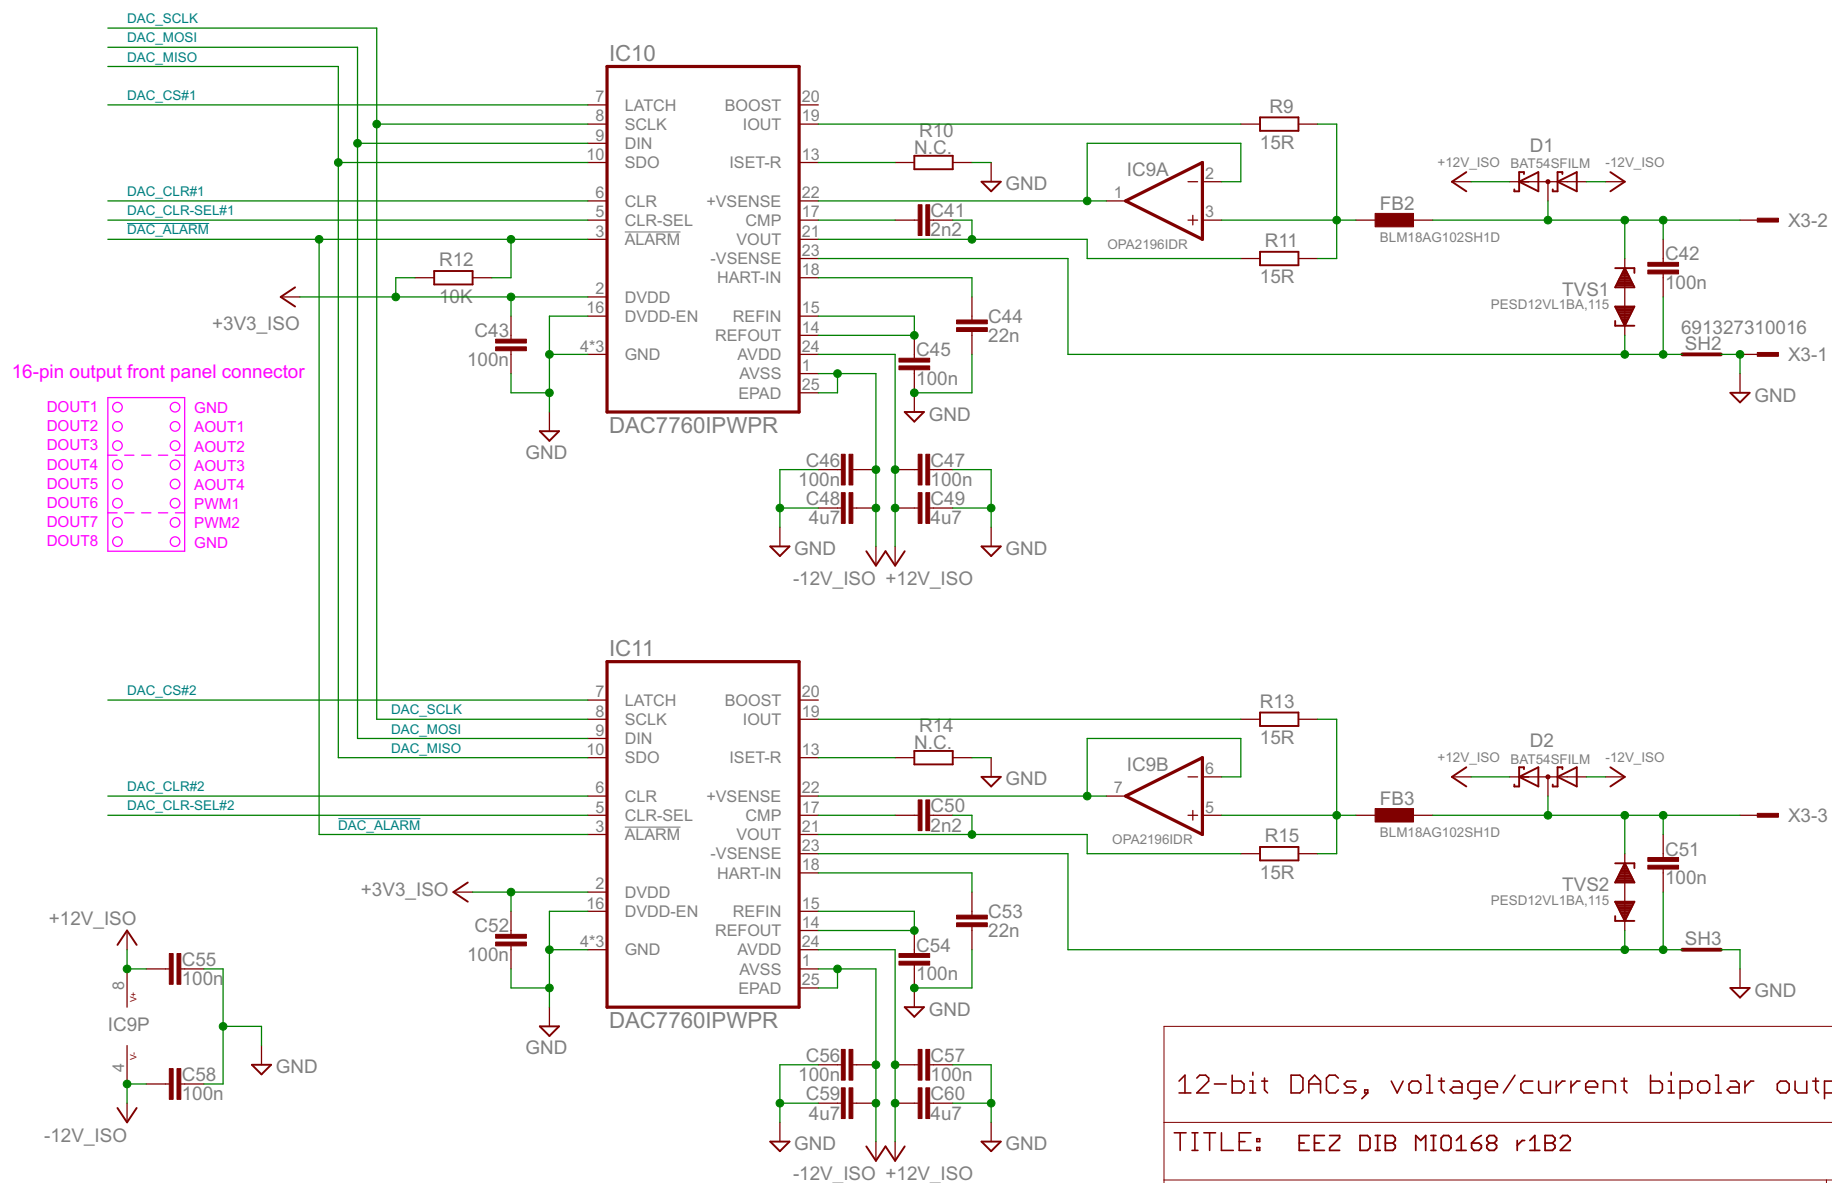 DAC_SCLK
DAC_MOSI
DAC_MISO
DAC_CS#1
DAC_CLR#1
DAC_CLR-SEL#1
DAC_ALARM
R12
10K
+3V3_ISO
C43
100n
GND
IC10
7 LATCH BOOST 20
8 SCLK IOUT 19
9 DIN
10 SDO ISET-R 13
6 CLR +VSENSE 22
5 CLR-SEL CMP 17
3 ALARM VOUT 21
-VSENSE 23
HART-IN 18
2 DVDD
16 DVDD-EN REFIN 15
REFOUT 14
4*3 GND AVDD 24
AVSS 1
EPAD 25
DAC7760IPWPR
R10
N.C.
GND
C41
2n2
IC9A
1
2
3
OPA2196IDR
R9
15R
R11
15R
FB2
BLM18AG102SH1D
D1
+12V_ISO BAT54SFILM -12V_ISO
X3-2
C42
100n
TVS1
PESD12VL1BA,115
691327310016
SH2
X3-1
GND
C44
22n
C45
100n
GND
C46
100n
C48
4u7
C47
100n
C49
4u7
GND
GND
-12V_ISO +12V_ISO
16-pin output front panel connector
DOUT1 GND
DOUT2 AOUT1
DOUT3 AOUT2
DOUT4 AOUT3
DOUT5 AOUT4
DOUT6 PWM1
DOUT7 PWM2
DOUT8 GND
DAC_CS#2
DAC_SCLK
DAC_MOSI
DAC_MISO
DAC_CLR#2
DAC_CLR-SEL#2
DAC_ALARM
+3V3_ISO
C52
100n
GND
IC11
7 LATCH BOOST 20
8 SCLK IOUT 19
9 DIN
10 SDO ISET-R 13
6 CLR +VSENSE 22
5 CLR-SEL CMP 17
3 ALARM VOUT 21
-VSENSE 23
HART-IN 18
2 DVDD
16 DVDD-EN REFIN 15
REFOUT 14
4*3 GND AVDD 24
AVSS 1
EPAD 25
DAC7760IPWPR
R14
N.C.
GND
C50
2n2
IC9B
7
6
5
OPA2196IDR
R13
15R
R15
15R
FB3
BLM18AG102SH1D
D2
+12V_ISO BAT54SFILM -12V_ISO
X3-3
C51
100n
TVS2
PESD12VL1BA,115
SH3
GND
C53
22n
C54
100n
GND
C56
100n
C59
4u7
C57
100n
C60
4u7
GND
GND
-12V_ISO +12V_ISO
+12V_ISO
C55
100n
8
V+
IC9P
GND
4
V-
C58
100n
-12V_ISO
12-bit DACs, voltage/current bipolar outp
TITLE: EEZ DIB MIO168 r1B2